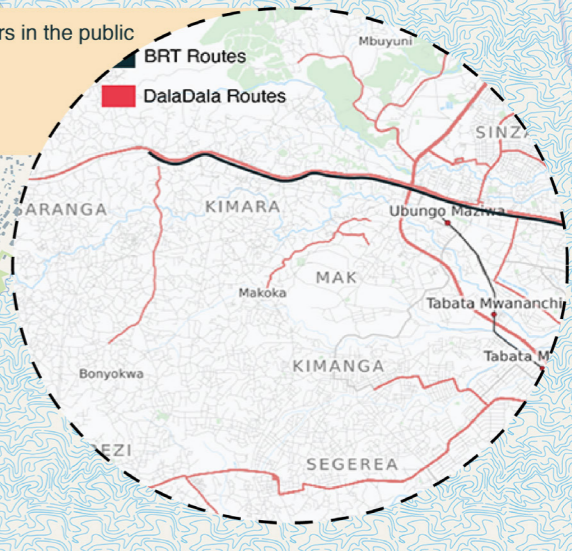 rs in the public
Mbuyuni
BRT Routes
DalaDala Routes
SINZA
ARANGA
KIMARA
Ubungo Maziwa
MAK
Makoka
Tabata Mwananchi
Tabata M
KIMANGA
Bonyokwa
EZI
SEGEREA